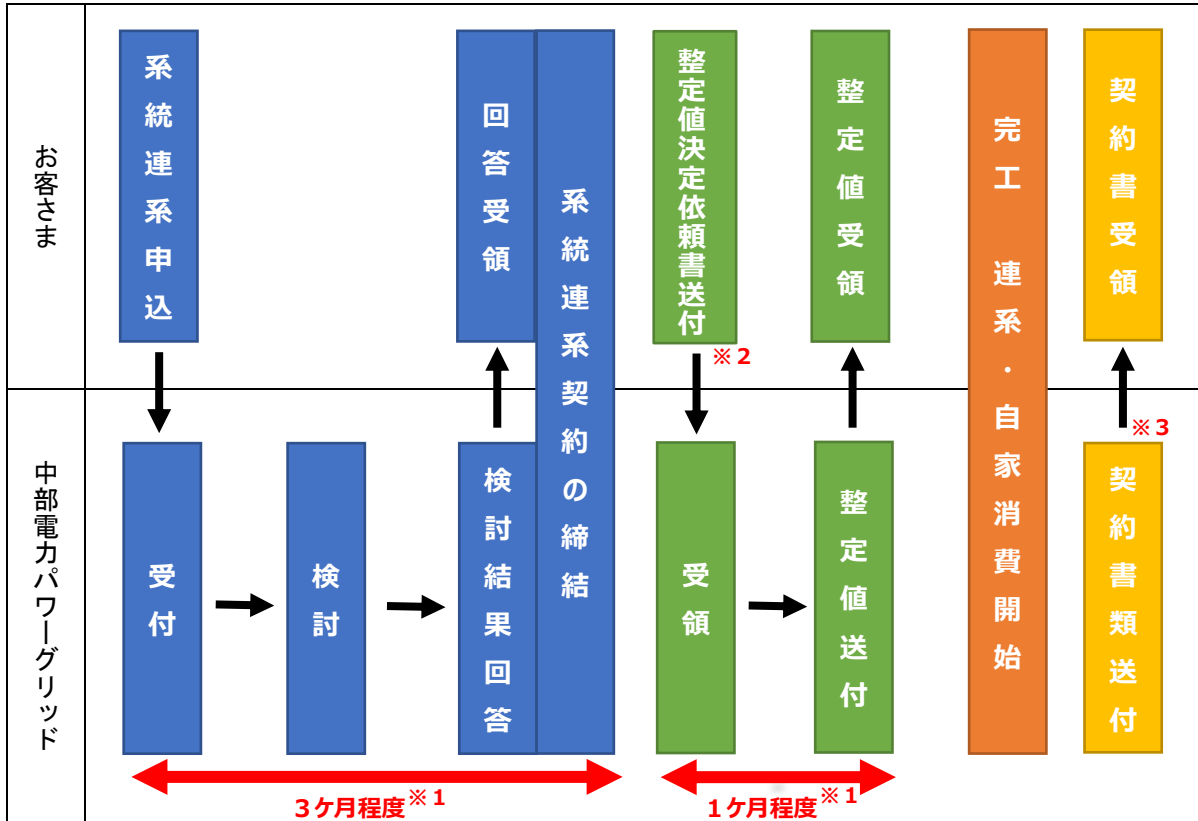 お客さま
系統連系申込
回答受領
系統連系契約の締結
整定値決定依頼書送付
※2
整定値受領
完工 連系・自家消費開始
契約書受領
中部電力パワーグリッド
受付
検討
検討結果回答
受領
整定値送付
※3
契約書類送付
3ケ月程度※1
1ケ月程度※1